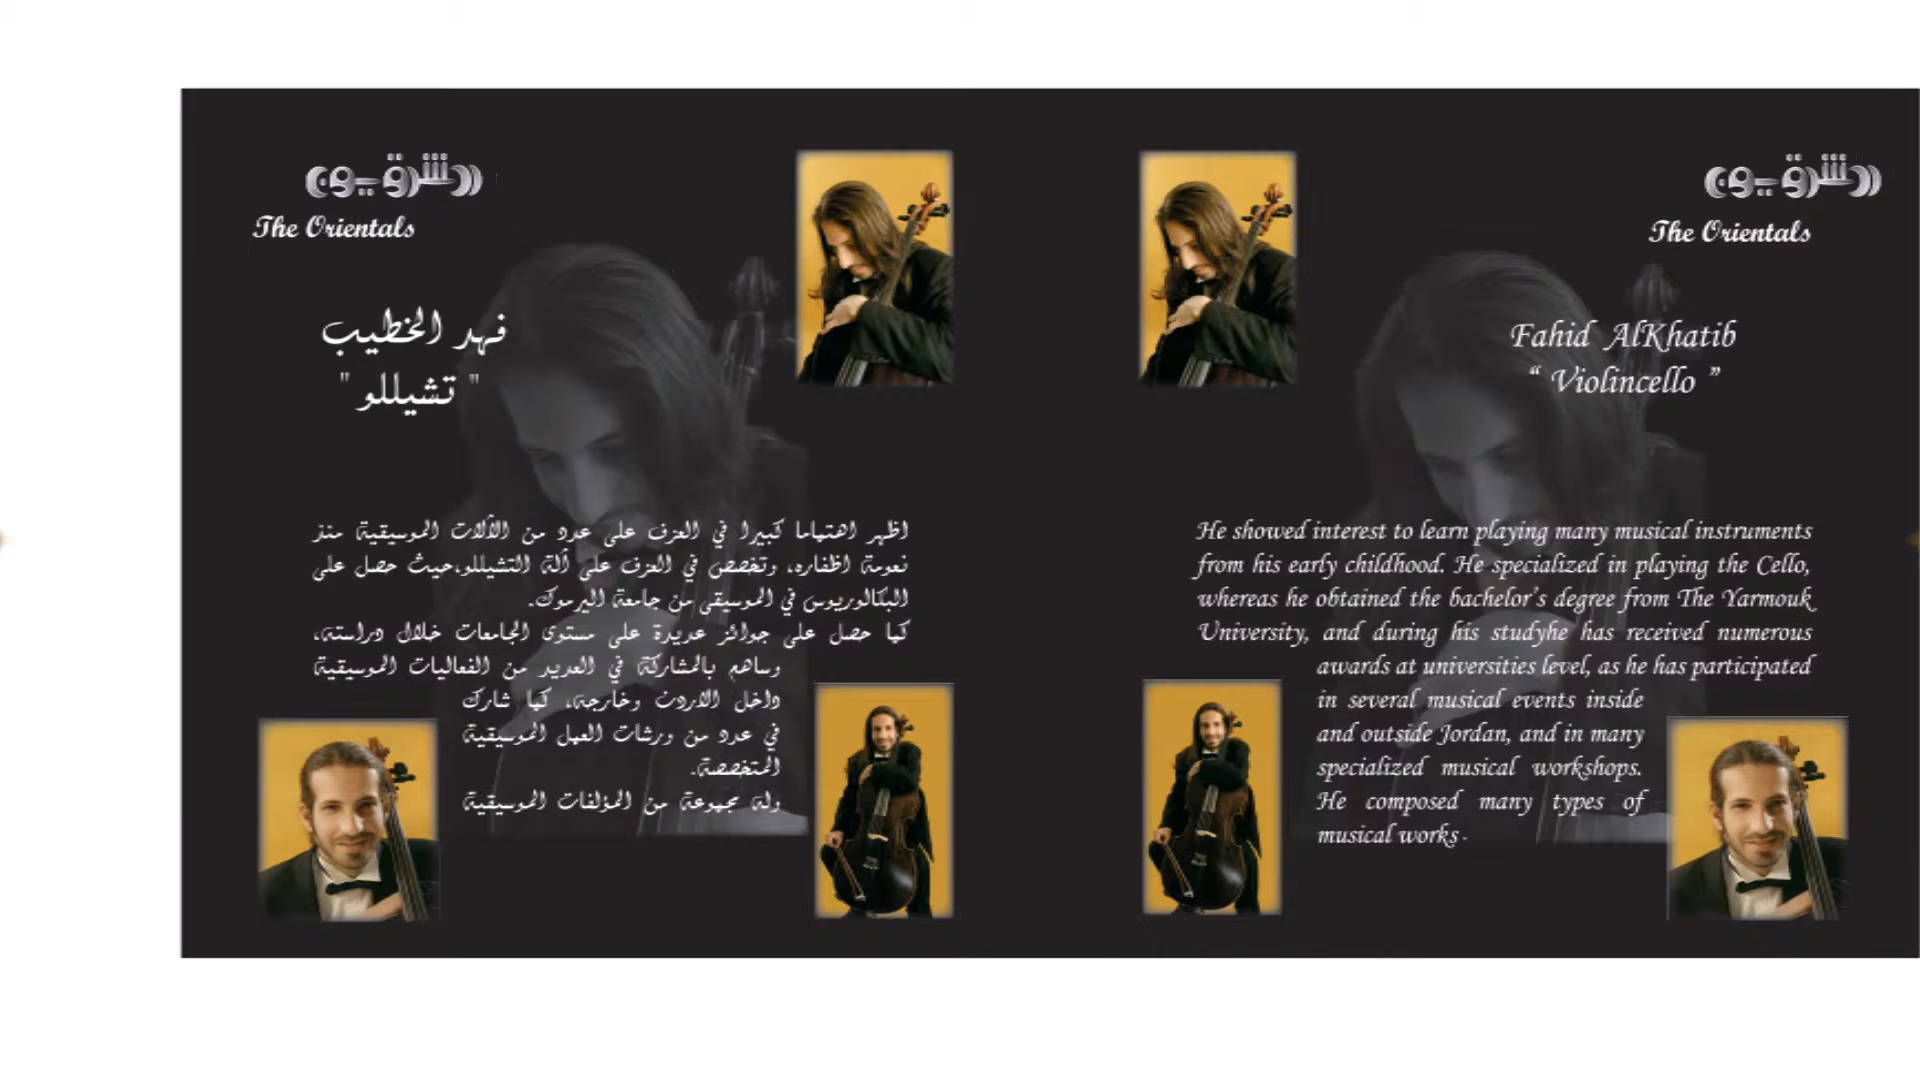 شرقيون
The Orientals
فهد الخطيب
" تشيللو "
اظهر اهتماما كبيرا في العزف على عدد من الآلات الموسيقية منذ
نعومة اظفاره، وتخصص في العزف على ألة التشيللو،حيث حصل على
البكالوريوس في الموسيقى من جامعة اليرموك.
كما حصل على جوائز عديدة على مستوى الجامعات خلال دراسته،
وساهم بالمشاركة في العديد من الفعاليات الموسيقية
داخل الاردن وخارجه، كما شارك
في عدد من ورشات العمل الموسيقية
المتخصصة.
وله مجموعة من المؤلفات الموسيقية
شرقيون
The Orientals
Fahid AlKhatib
“ Violincello ”
He showed interest to learn playing many musical instruments
from his early childhood. He specialized in playing the Cello,
whereas he obtained the bachelor's degree from The Yarmouk
University, and during his studyhe has received numerous
awards at universities level, as he has participated
in several musical events inside
and outside Jordan, and in many
specialized musical workshops.
He composed many types of
musical works -